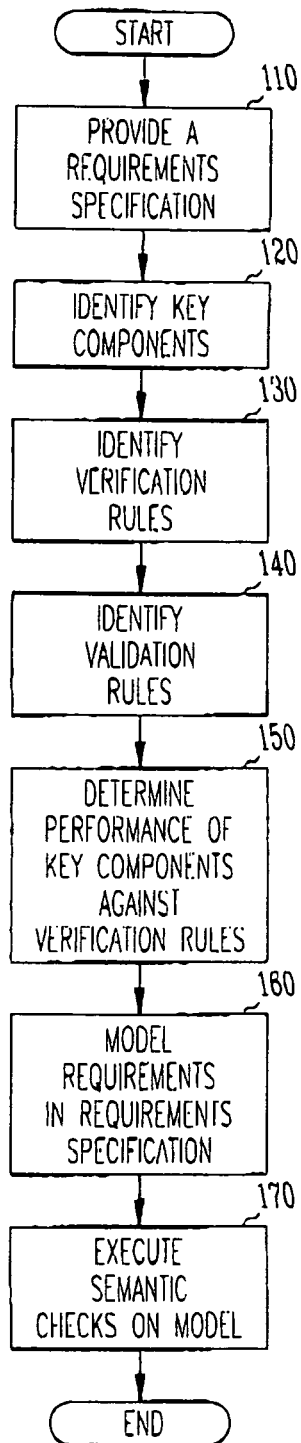 START
110
PROVIDE A
REQUIREMENTS
SPECIFICATION
120
IDENTIFY KEY
COMPONENTS
130
IDENTIFY
VERIFICATION
RULES
140
IDENTIFY
VALIDATION
RULES
150
DETERMINE
PERFORMANCE OF
KEY COMPONENTS
AGAINST
VERIFICATION RULES
160
MODEL
REQUIREMENTS
IN REQUIREMENTS
SPECIFICATION
170
EXECUTE
SEMANTIC
CHECKS ON MODEL
END